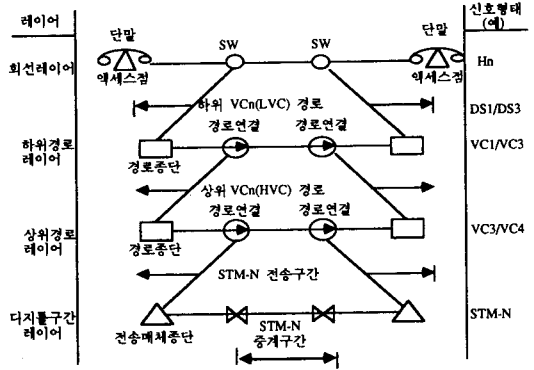 레이어
신호형태
(예)
단말
SW
SW
단말
회선레이어
액세스점
액세스점
Hn
하위 VCn(LVC) 경로
DS1/DS3
경로연결
경로연결
하위경로
레이어
경로종단
VC1/VC3
상위 VCn(HVC) 경로
경로연결
경로연결
상위경로
레이어
경로종단
VC3/VC4
STM-N 전송구간
디지틀구간
레이어
전송매체종단
STM-N
중계구간
STM-N